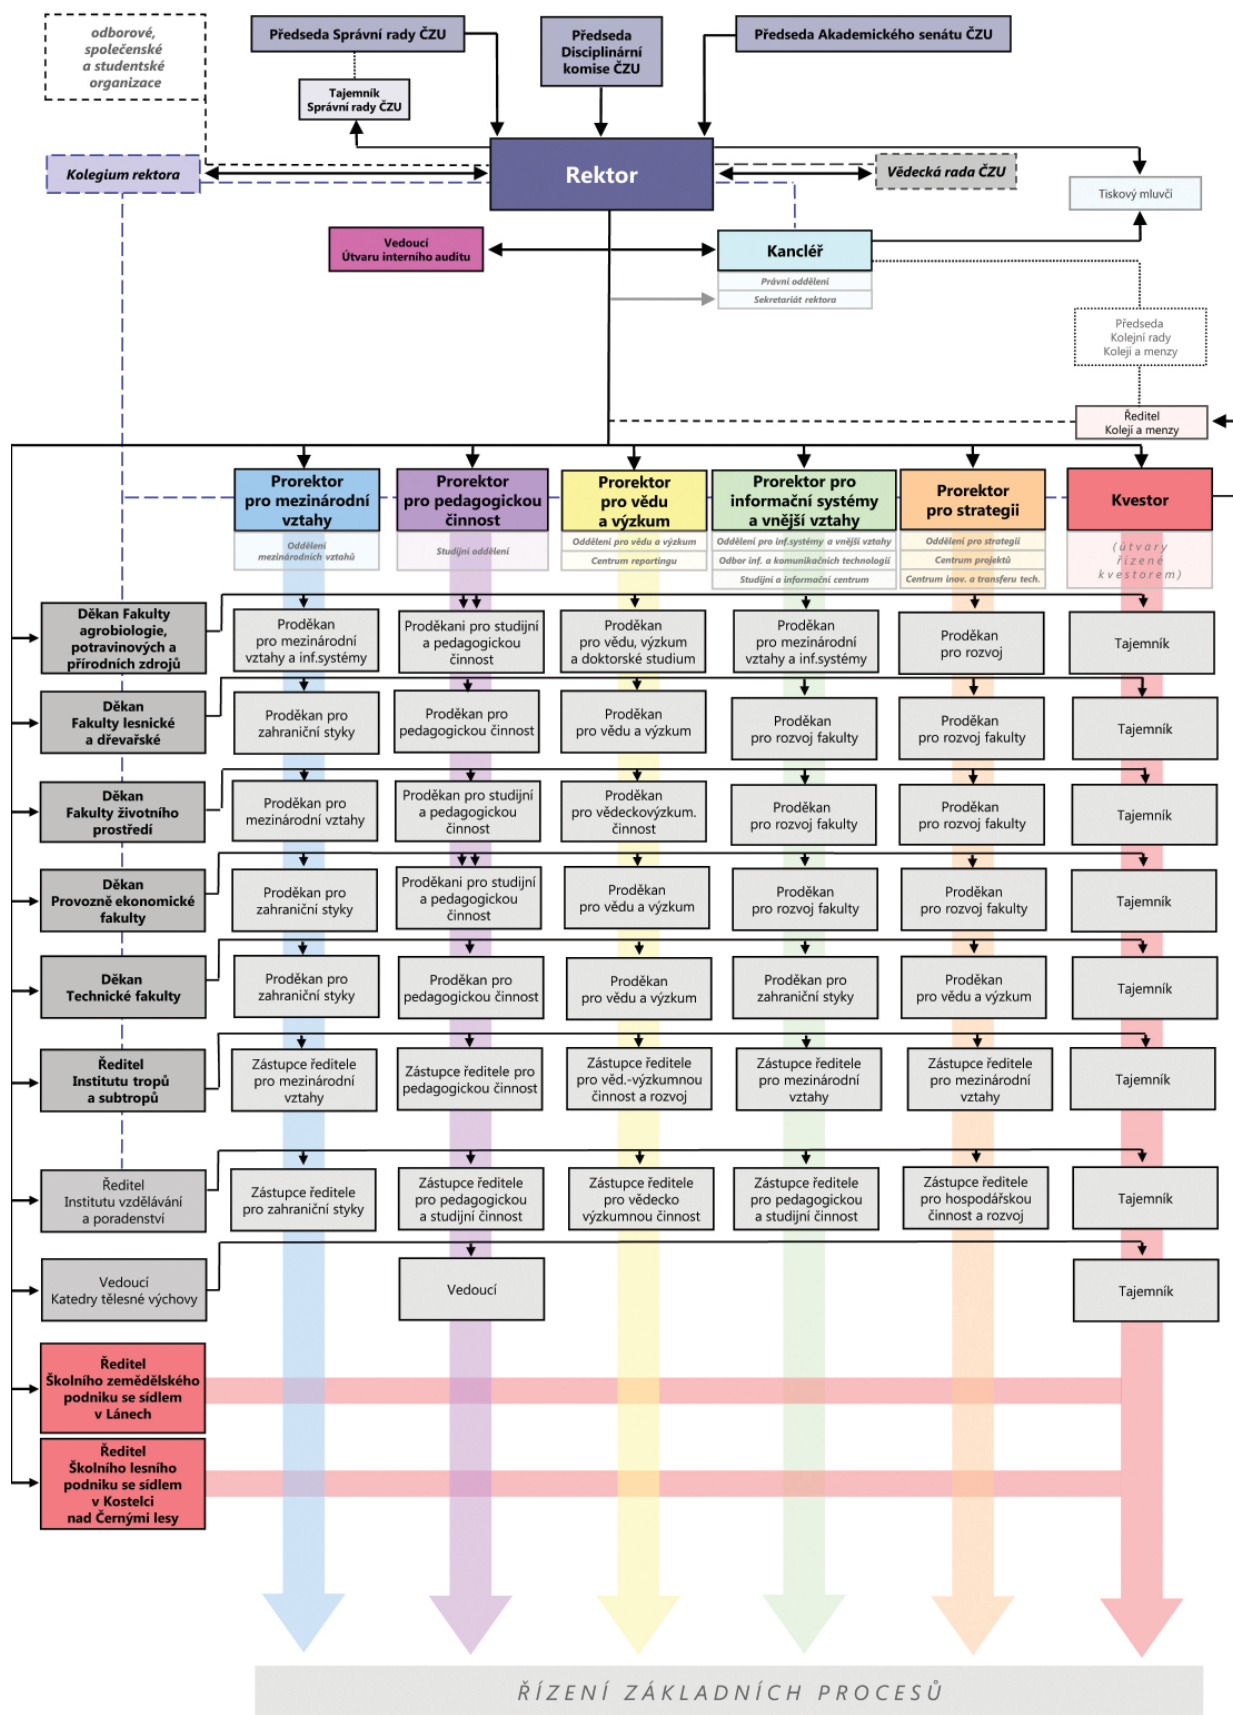 odborové,
společenské
a studentské
organizace
Předseda Správní rady ČZU
Předseda
Disciplinární
komise ČZU
Předseda Akademického senátu ČZU
Tajemník
Správní rady ČZU
Kolegium rektora
Rektor
Vědecká rada ČZU
Tiskový mluvčí
Vedoucí
Útvaru interního auditu
Kancléř
Právní oddělení
Sekretariát rektora
Předseda
Kolejní rady
Kolejí a menzy
Ředitel
Kolejí a menzy
Prorektor
pro mezinárodní
vztahy
Oddělení
mezinárodních vztahů
Prorektor
pro pedagogickou
činnost
Studijní oddělení
Prorektor
pro vědu
a výzkum
Oddělení pro vědu a výzkum
Centrum reportingu
Prorektor pro
informační systémy
a vnější vztahy
Oddělení pro inf.systémy a vnější vztahy
Odbor inf. a komunikačních technologií
Studijní a informační centrum
Prorektor
pro strategii
Oddělení pro strategii
Centrum projektů
Centrum inov. a transferu tech.
Kvestor
(útvary
řízené
kvestorem)
Děkan Fakulty
agrobiologie,
potravinových a
přírodních zdrojů
Proděkan
pro mezinárodní
vztahy a inf.systémy
Proděkani pro studijní
a pedagogickou
činnost
Proděkan
pro vědu, výzkum
a doktorské studium
Proděkan
pro mezinárodní
vztahy a inf.systémy
Proděkan
pro rozvoj
Tajemník
Děkan
Fakulty lesnické
a dřevařské
Proděkan pro
zahraniční styky
Proděkan pro
pedagogickou činnost
Proděkan
pro vědu a výzkum
Proděkan
pro rozvoj fakulty
Proděkan
pro rozvoj fakulty
Tajemník
Děkan
Fakulty životního
prostředí
Proděkan pro
mezinárodní vztahy
Proděkan pro studijní
a pedagogickou
činnost
Proděkan
pro vědeckovýzkum.
činnost
Proděkan
pro rozvoj fakulty
Proděkan
pro rozvoj fakulty
Tajemník
Děkan
Provozně ekonomické
fakulty
Proděkan pro
zahraniční styky
Proděkani pro studijní
a pedagogickou
činnost
Proděkan
pro vědu a výzkum
Proděkan
pro rozvoj fakulty
Proděkan
pro rozvoj fakulty
Tajemník
Děkan
Technické fakulty
Proděkan pro
zahraniční styky
Proděkan pro
pedagogickou činnost
Proděkan
pro vědu a výzkum
Proděkan pro
zahraniční styky
Proděkan
pro vědu a výzkum
Tajemník
Ředitel
Institutu tropů
a subtropů
Zástupce ředitele
pro mezinárodní
vztahy
Zástupce ředitele pro
pedagogickou činnost
Zástupce ředitele
pro věd.-výzkumnou
činnost a rozvoj
Zástupce ředitele
pro mezinárodní
vztahy
Zástupce ředitele
pro mezinárodní
vztahy
Tajemník
Ředitel
Institutu vzdělávání
a poradenství
Zástupce ředitele
pro zahraniční styky
Zástupce ředitele
pro pedagogickou
a studijní činnost
Zástupce ředitele
pro vědecko
výzkumnou činnost
Zástupce ředitele
pro pedagogickou
a studijní činnost
Zástupce ředitele
pro hospodářskou
činnost a rozvoj
Tajemník
Vedoucí
Katedry tělesné výchovy
Vedoucí
Tajemník
Ředitel
Školního zemědělského
podniku se sídlem
v Lánech
Ředitel
Školního lesního
podniku se sídlem
v Kostelci
nad Černými lesy
ŘÍZENÍ ZÁKLADNÍCH PROCESŮ